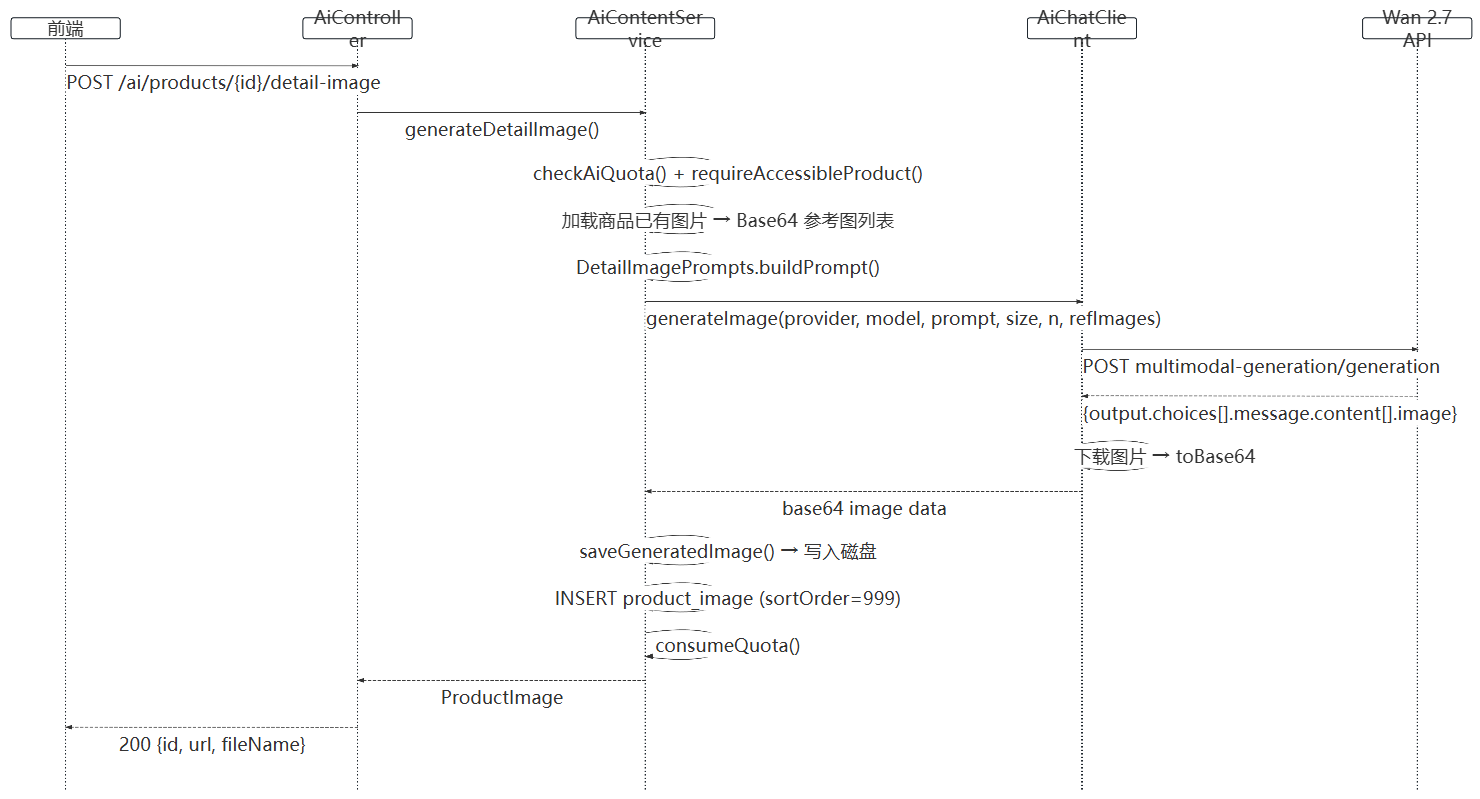 前端
AiControll
er
AiContentSer
vice
AiChatClie
nt
Wan 2.7
API
POST /ai/products/{id}/detail-image
generateDetailImage()
checkAiQuota() + requireAccessibleProduct()
加载商品已有图片 → Base64 参考图列表
DetailImagePrompts.buildPrompt()
generateImage(provider, model, prompt, size, n, refImages)
POST multimodal-generation/generation
{output.choices[].message.content[].image}
下载图片 → toBase64
base64 image data
saveGeneratedImage() → 写入磁盘
INSERT product_image (sortOrder=999)
consumeQuota()
ProductImage
200 {id, url, fileName}